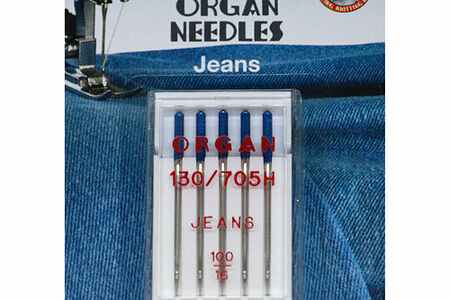 ORGAN
NEEDLES
Jeans
ORGAN
130/705H
JEANS
100
16